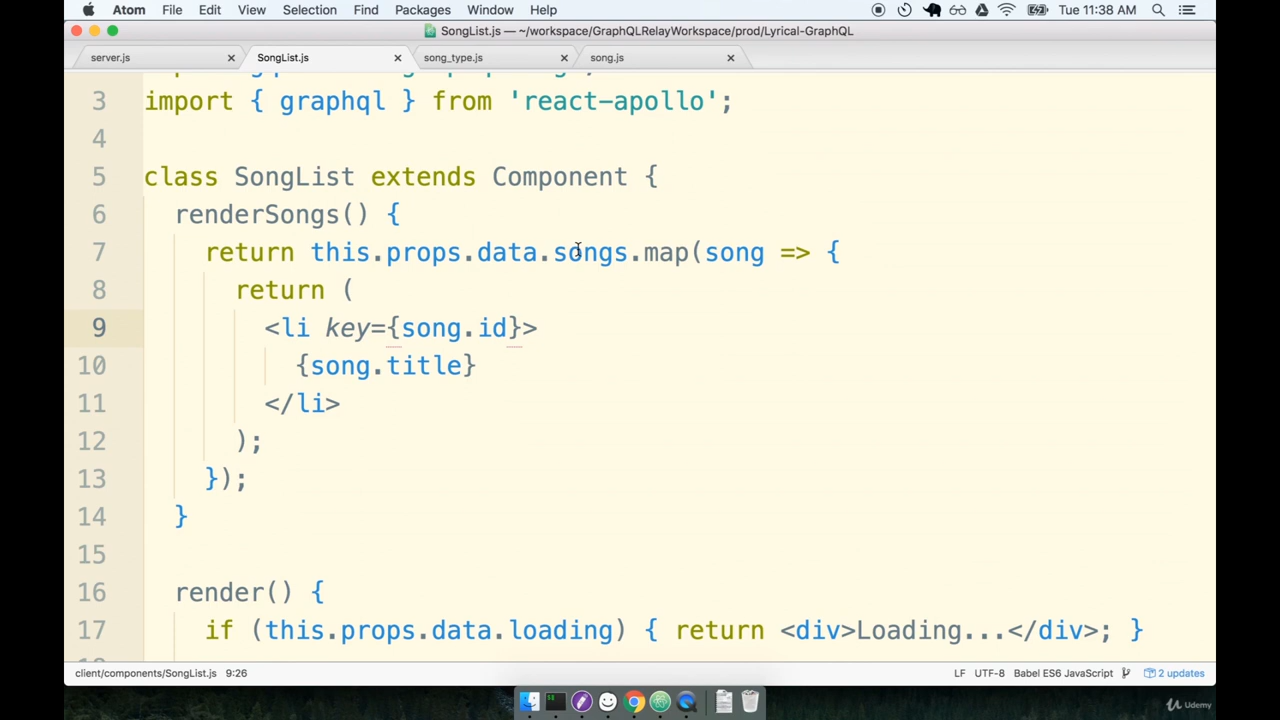 Atom File Edit View Selection Find Packages Window Help Tue 11:38 AM
SongList.js — ~/workspace/GraphQLRelayWorkspace/prod/Lyrical-GraphQL
server.js SongList.js song_type.js song.js
3 import { graphql } from 'react-apollo';
4
5 class SongList extends Component {
6 renderSongs() {
7 return this.props.data.songs.map(song => {
8 return (
9 <li key={song.id}>
10 {song.title}
11 </li>
12 );
13 });
14 }
15
16 render() {
17 if (this.props.data.loading) { return <div>Loading...</div>; }
client/components/SongList.js 9:26 LF UTF-8 Babel ES6 JavaScript 2 updates
Udemy